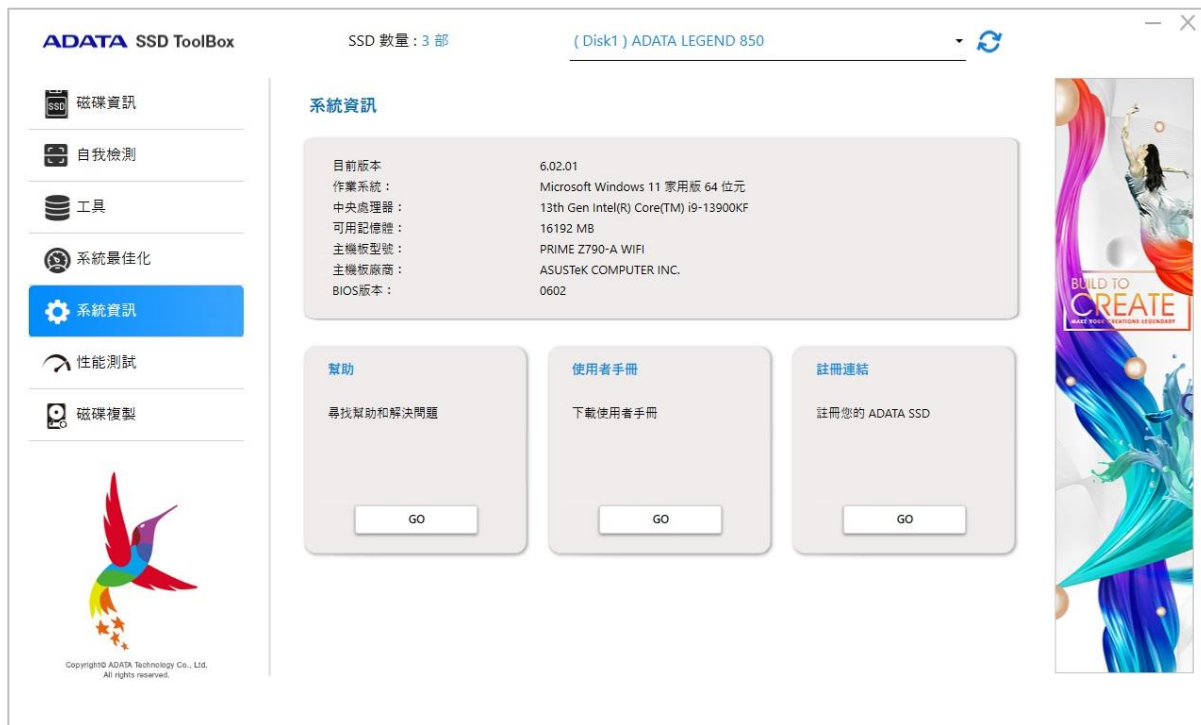 ADATA SSD ToolBox
SSD 數量 : 3 部
( Disk1 ) ADATA LEGEND 850
SSD
磁碟資訊
自我檢測
工具
系統最佳化
系統資訊
性能測試
磁碟複製
Copyright© ADATA Technology Co., Ltd.
All rights reserved.
系統資訊
目前版本 6.02.01
作業系統： Microsoft Windows 11 家用版 64 位元
中央處理器： 13th Gen Intel(R) Core(TM) i9-13900KF
可用記憶體： 16192 MB
主機板型號： PRIME Z790-A WIFI
主機板廠商： ASUSTeK COMPUTER INC.
BIOS版本： 0602
幫助
尋找幫助和解決問題
GO
使用者手冊
下載使用者手冊
GO
註冊連結
註冊您的 ADATA SSD
GO
BUILD TO
CREATE
MAKE YOUR CREATIONS LEGENDARY